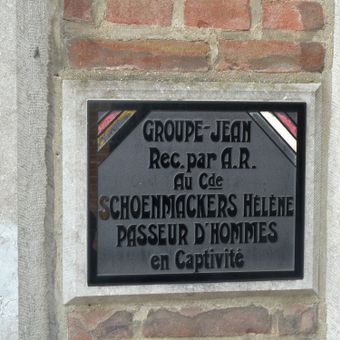 GROUPE-JEAN
Rec. par A.R.
Au Cde
SCHOENMACKERS HÉLÈNE
PASSEUR D'HOMMES
en Captivité